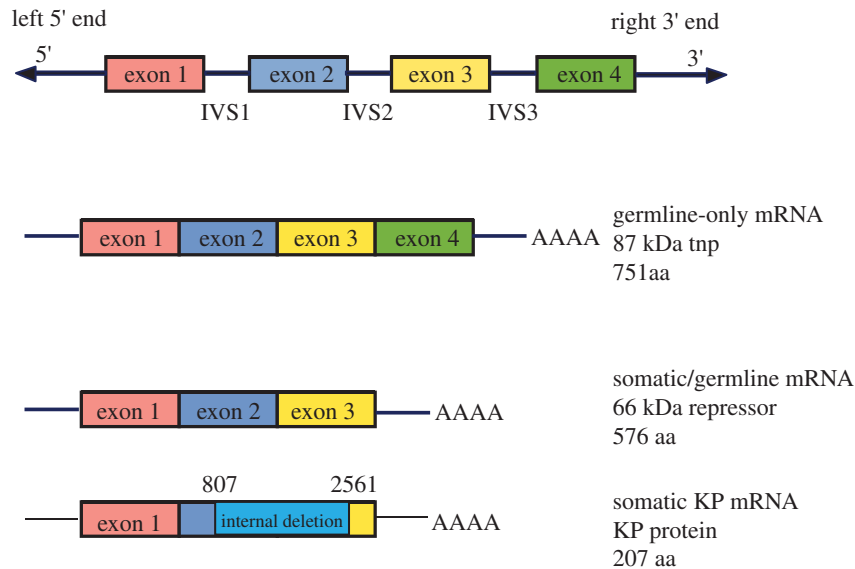 left 5' end
right 3' end
5'
3'
exon 1 exon 2 exon 3 exon 4
IVS1 IVS2 IVS3
germline-only mRNA
exon 1 exon 2 exon 3 exon 4 AAAA
87 kDa tnp
751aa
somatic/germline mRNA
exon 1 exon 2 exon 3 AAAA
66 kDa repressor
576 aa
807 2561
somatic KP mRNA
exon 1 internal deletion AAAA
KP protein
207 aa